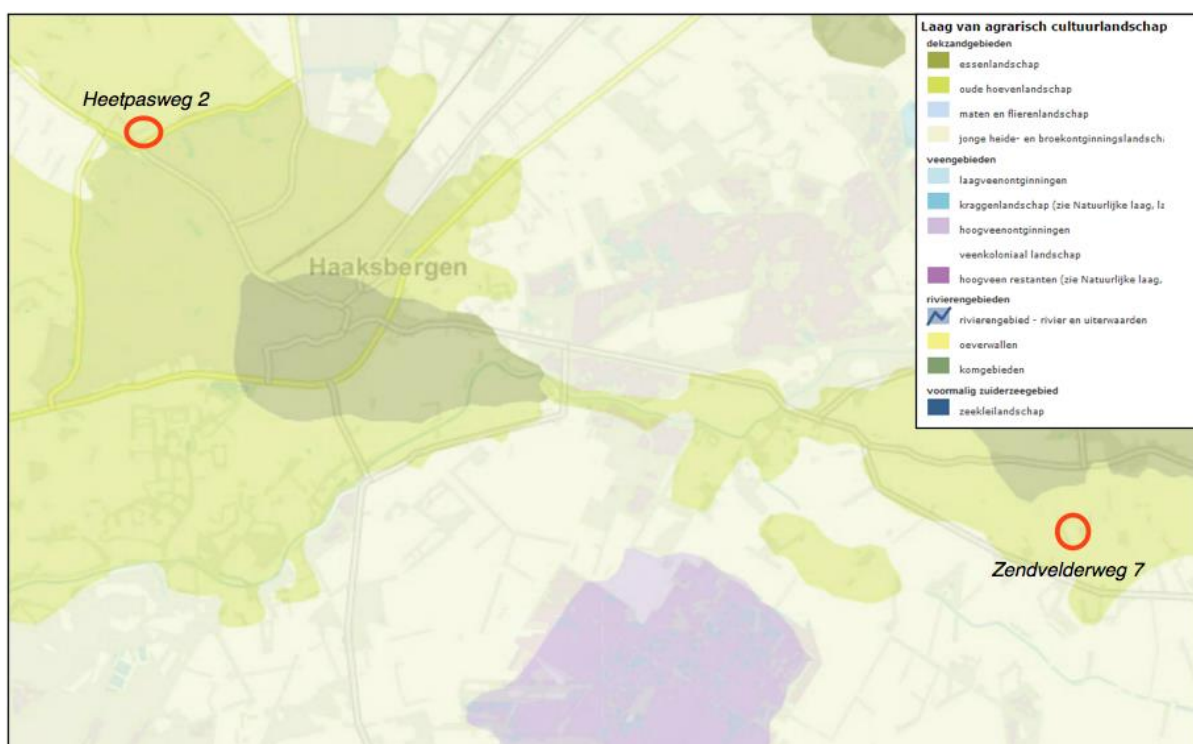 Heetpasweg 2
Haaksbergen
Zendvelderweg 7
Laag van agrarisch cultuurlandschap
dekzandgebieden
essenlandschap
oude hoevenlandschap
maten en flierenlandschap
jonge heide- en broekontginningslandscha
veengebieden
laagveenontginningen
kraggenlandschap (zie Natuurlijke laag, la
hoogveenontginningen
veenkoloniaal landschap
hoogveen restanten (zie Natuurlijke laag,
rivierengebieden
rivierengebied - rivier en uiterwaarden
oeverwallen
komgebieden
voormalig zuiderzeegebied
zeekleilandschap